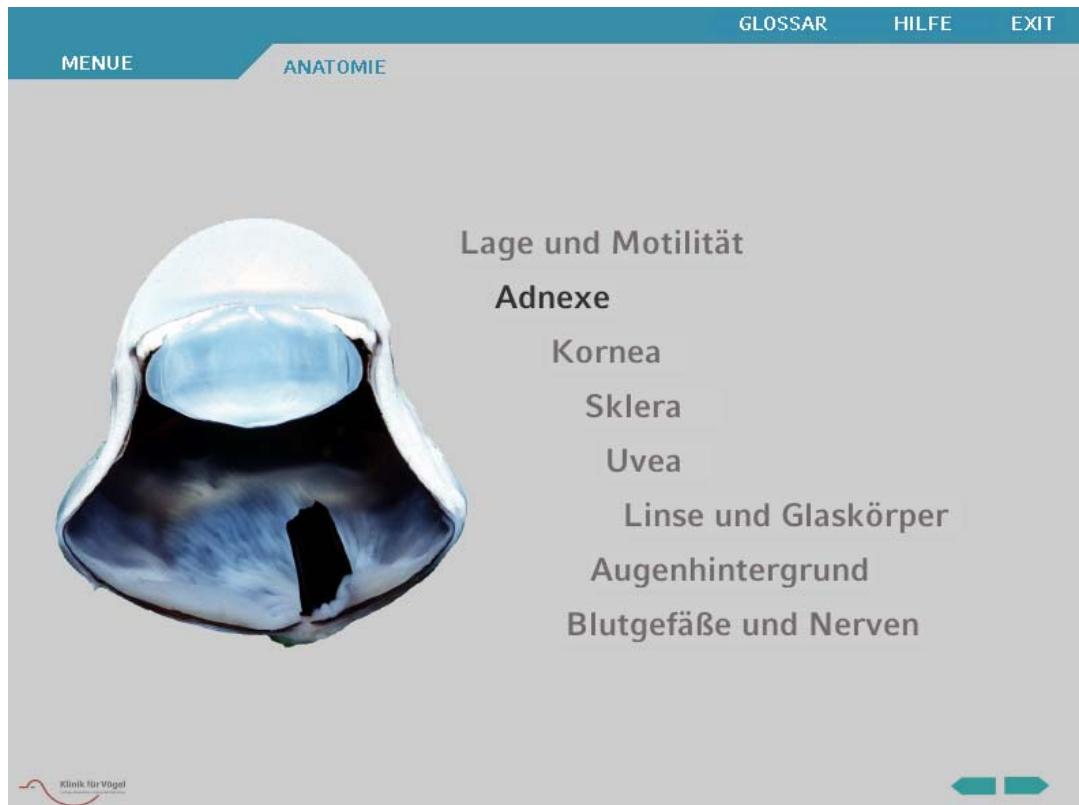 GLOSSAR HILFE EXIT
MENUE ANATOMIE
Lage und Motilität
Adnexe
Kornea
Sklera
Uvea
Linse und Glaskörper
Augenhintergrund
Blutgefäße und Nerven
Klinik für Vögel